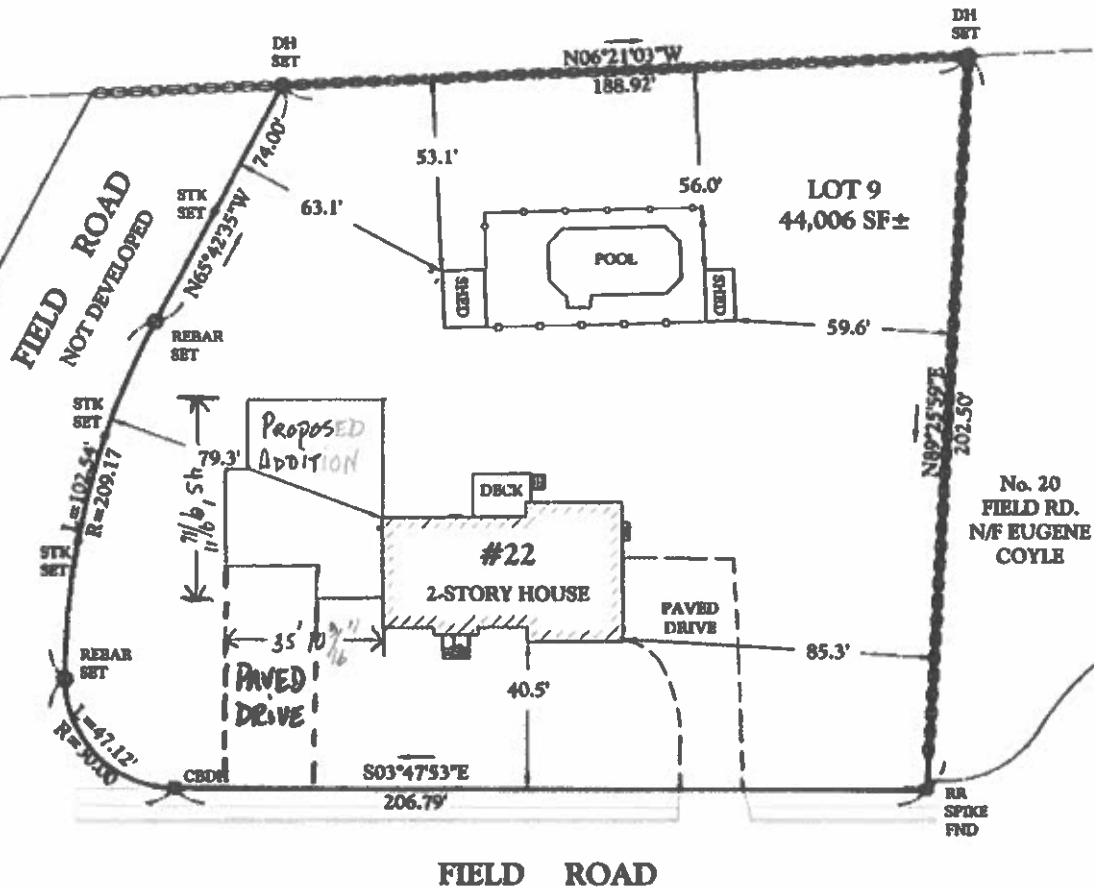 DH
SET
DH
SET
N06°21'03"W
188.92'
74.00'
53.1'
56.0'
LOT 9
44,006 SF±
FIELD ROAD
NOT DEVELOPED
STK
SET
N65°42'35"W
63.1'
POOL
SHED
SHED
REBAR
SET
59.6'
N89°25'59"E
202.50'
STK
SET
79.3'
PROPOSED
ADDITION
L=102.54'
R=209.17
DECK
No. 20
FIELD RD.
N/F EUGENE
COYLE
#22
2-STORY HOUSE
STK
SET
PAVED
DRIVE
85.3'
REBAR
SET
35' 10
PAVED
DRIVE
40.5'
L=47.12'
R=30.00
CBDH
S03°47'53"E
206.79'
RR
SPIKE
FND
FIELD ROAD